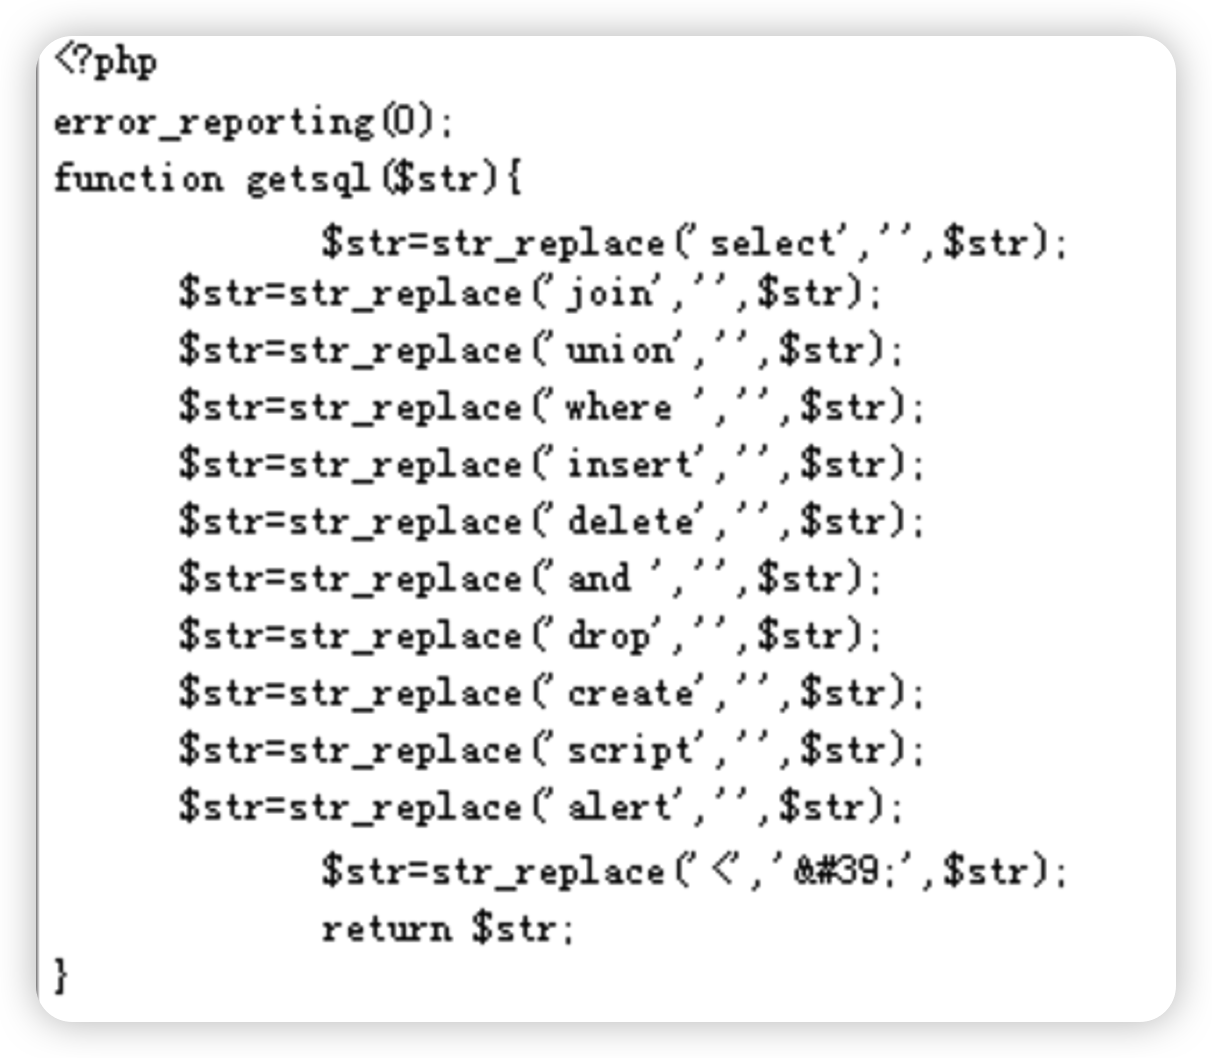 <?php
error_reporting(0);
function getsql($str){
$str=str_replace('select','',$str);
$str=str_replace('join','',$str);
$str=str_replace('union','',$str);
$str=str_replace('where ','',$str);
$str=str_replace('insert','',$str);
$str=str_replace('delete','',$str);
$str=str_replace('and ','',$str);
$str=str_replace('drop','',$str);
$str=str_replace('create','',$str);
$str=str_replace('script','',$str);
$str=str_replace('alert','',$str);
$str=str_replace('<','&#39;',$str);
return $str;
}